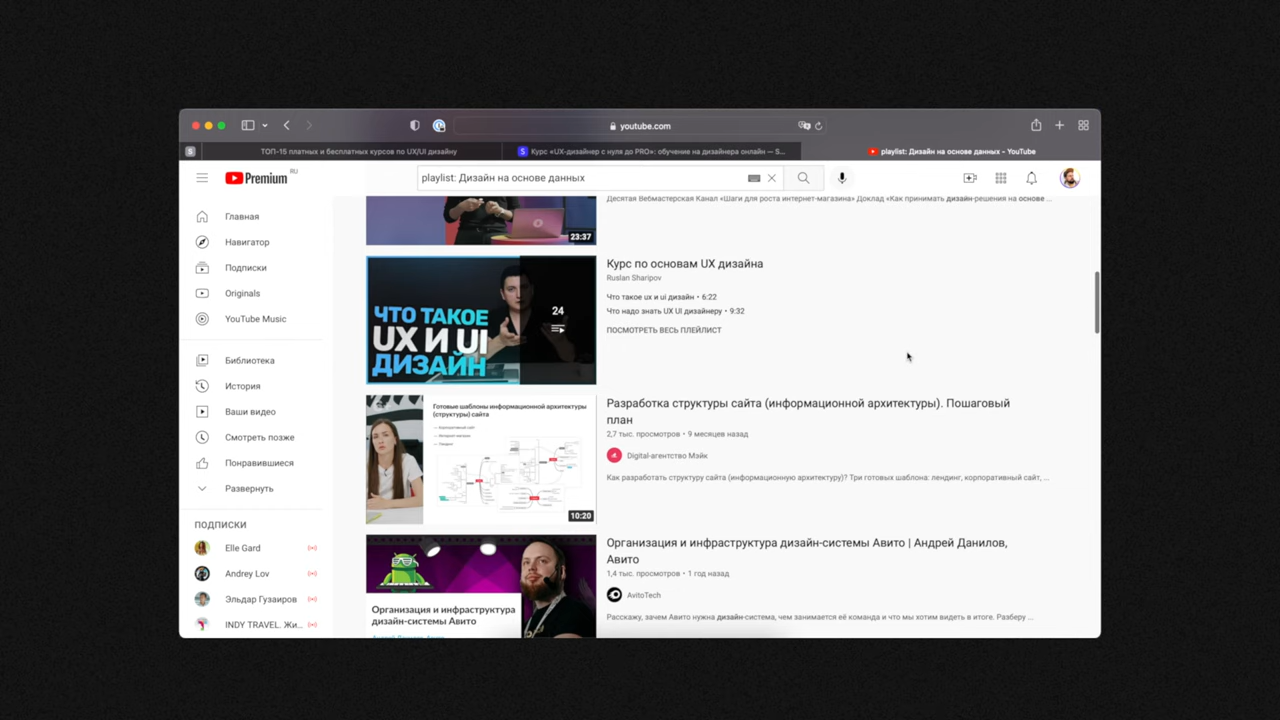 youtube.com
S
ТОП-15 платных и бесплатных курсов по UX/UI дизайну
S Курс «UX-дизайнер с нуля до PRO»: обучение на дизайнера онлайн — S...
playlist: Дизайн на основе данных - YouTube
Premium RU
playlist: Дизайн на основе данных
Главная
Навигатор
Подписки
Originals
YouTube Music
Библиотека
История
Ваши видео
Смотреть позже
Понравившиеся
Развернуть
ПОДПИСКИ
Elle Gard
Andrey Lov
Эльдар Гузаиров
INDY TRAVEL. Жи...
23:37
Десятая Вебмастерская Канал «Шаги для роста интернет-магазина» Доклад «Как принимать дизайн-решения на основе ...
ЧТО ТАКОЕ
UX И UI
ДИЗАЙН
24
Курс по основам UX дизайна
Ruslan Sharipov
Что такое ux и ui дизайн • 6:22
Что надо знать UX UI дизайнеру • 9:32
ПОСМОТРЕТЬ ВЕСЬ ПЛЕЙЛИСТ
Готовые шаблоны информационной архитектуры
(структуры) сайта
10:20
Разработка структуры сайта (информационной архитектуры). Пошаговый
план
2,7 тыс. просмотров • 9 месяцев назад
Digital-агентство Мэйк
Как разработать структуру сайта (информационную архитектуру)? Три готовых шаблона: лендинг, корпоративный сайт, ...
Организация и инфраструктура
дизайн-системы Авито
Организация и инфраструктура дизайн-системы Авито | Андрей Данилов,
Авито
1,4 тыс. просмотров • 1 год назад
AvitoTech
Расскажу, зачем Авито нужна дизайн-система, чем занимается её команда и что мы хотим видеть в итоге. Разберу ...